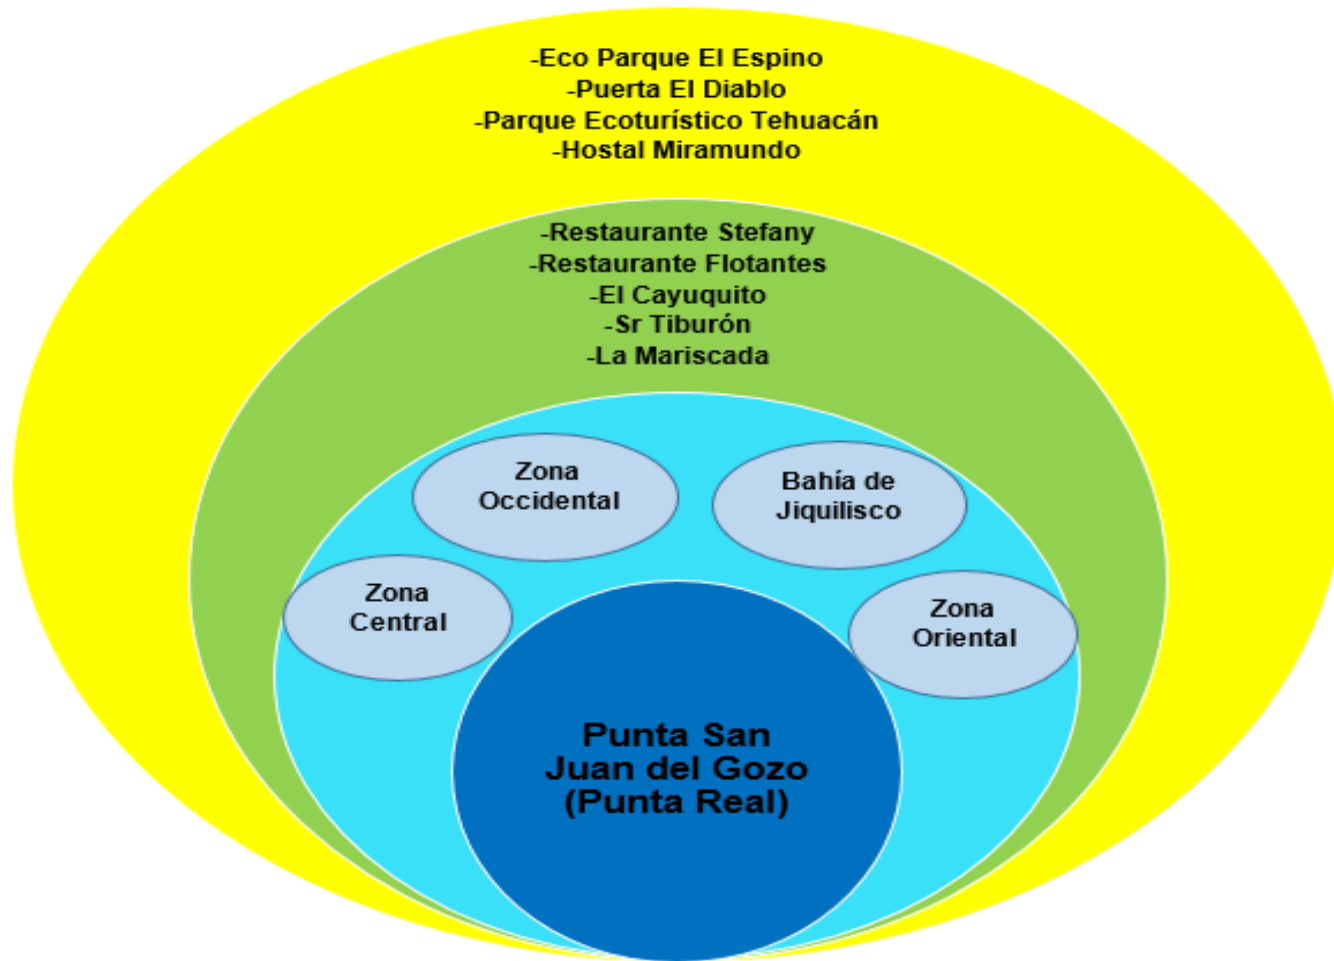 -Eco Parque El Espino
-Puerta El Diablo
-Parque Ecoturístico Tehuacán
-Hostal Miramundo
-Restaurante Stefany
-Restaurante Flotantes
-El Cayuquito
-Sr Tiburón
-La Mariscada
Zona
Occidental
Bahía de
Jiquilisco
Zona
Central
Zona
Oriental
Punta San
Juan del Gozo
(Punta Real)